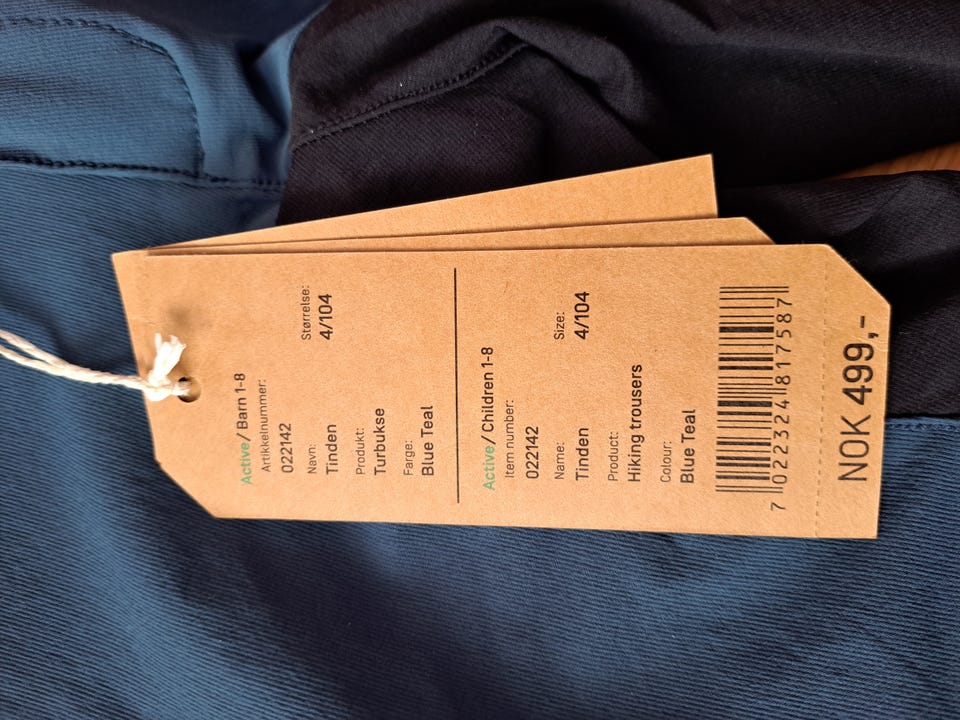 Active / Barn 1-8
Artikkelnummer:
022142
Størrelse:
4/104
Navn:
Tinden
Produkt:
Turbukse
Farge:
Blue Teal
Active / Children 1-8
Item number:
022142
Size:
4/104
Name:
Tinden
Product:
Hiking trousers
Colour:
Blue Teal
7 022324 817587
NOK 499,-